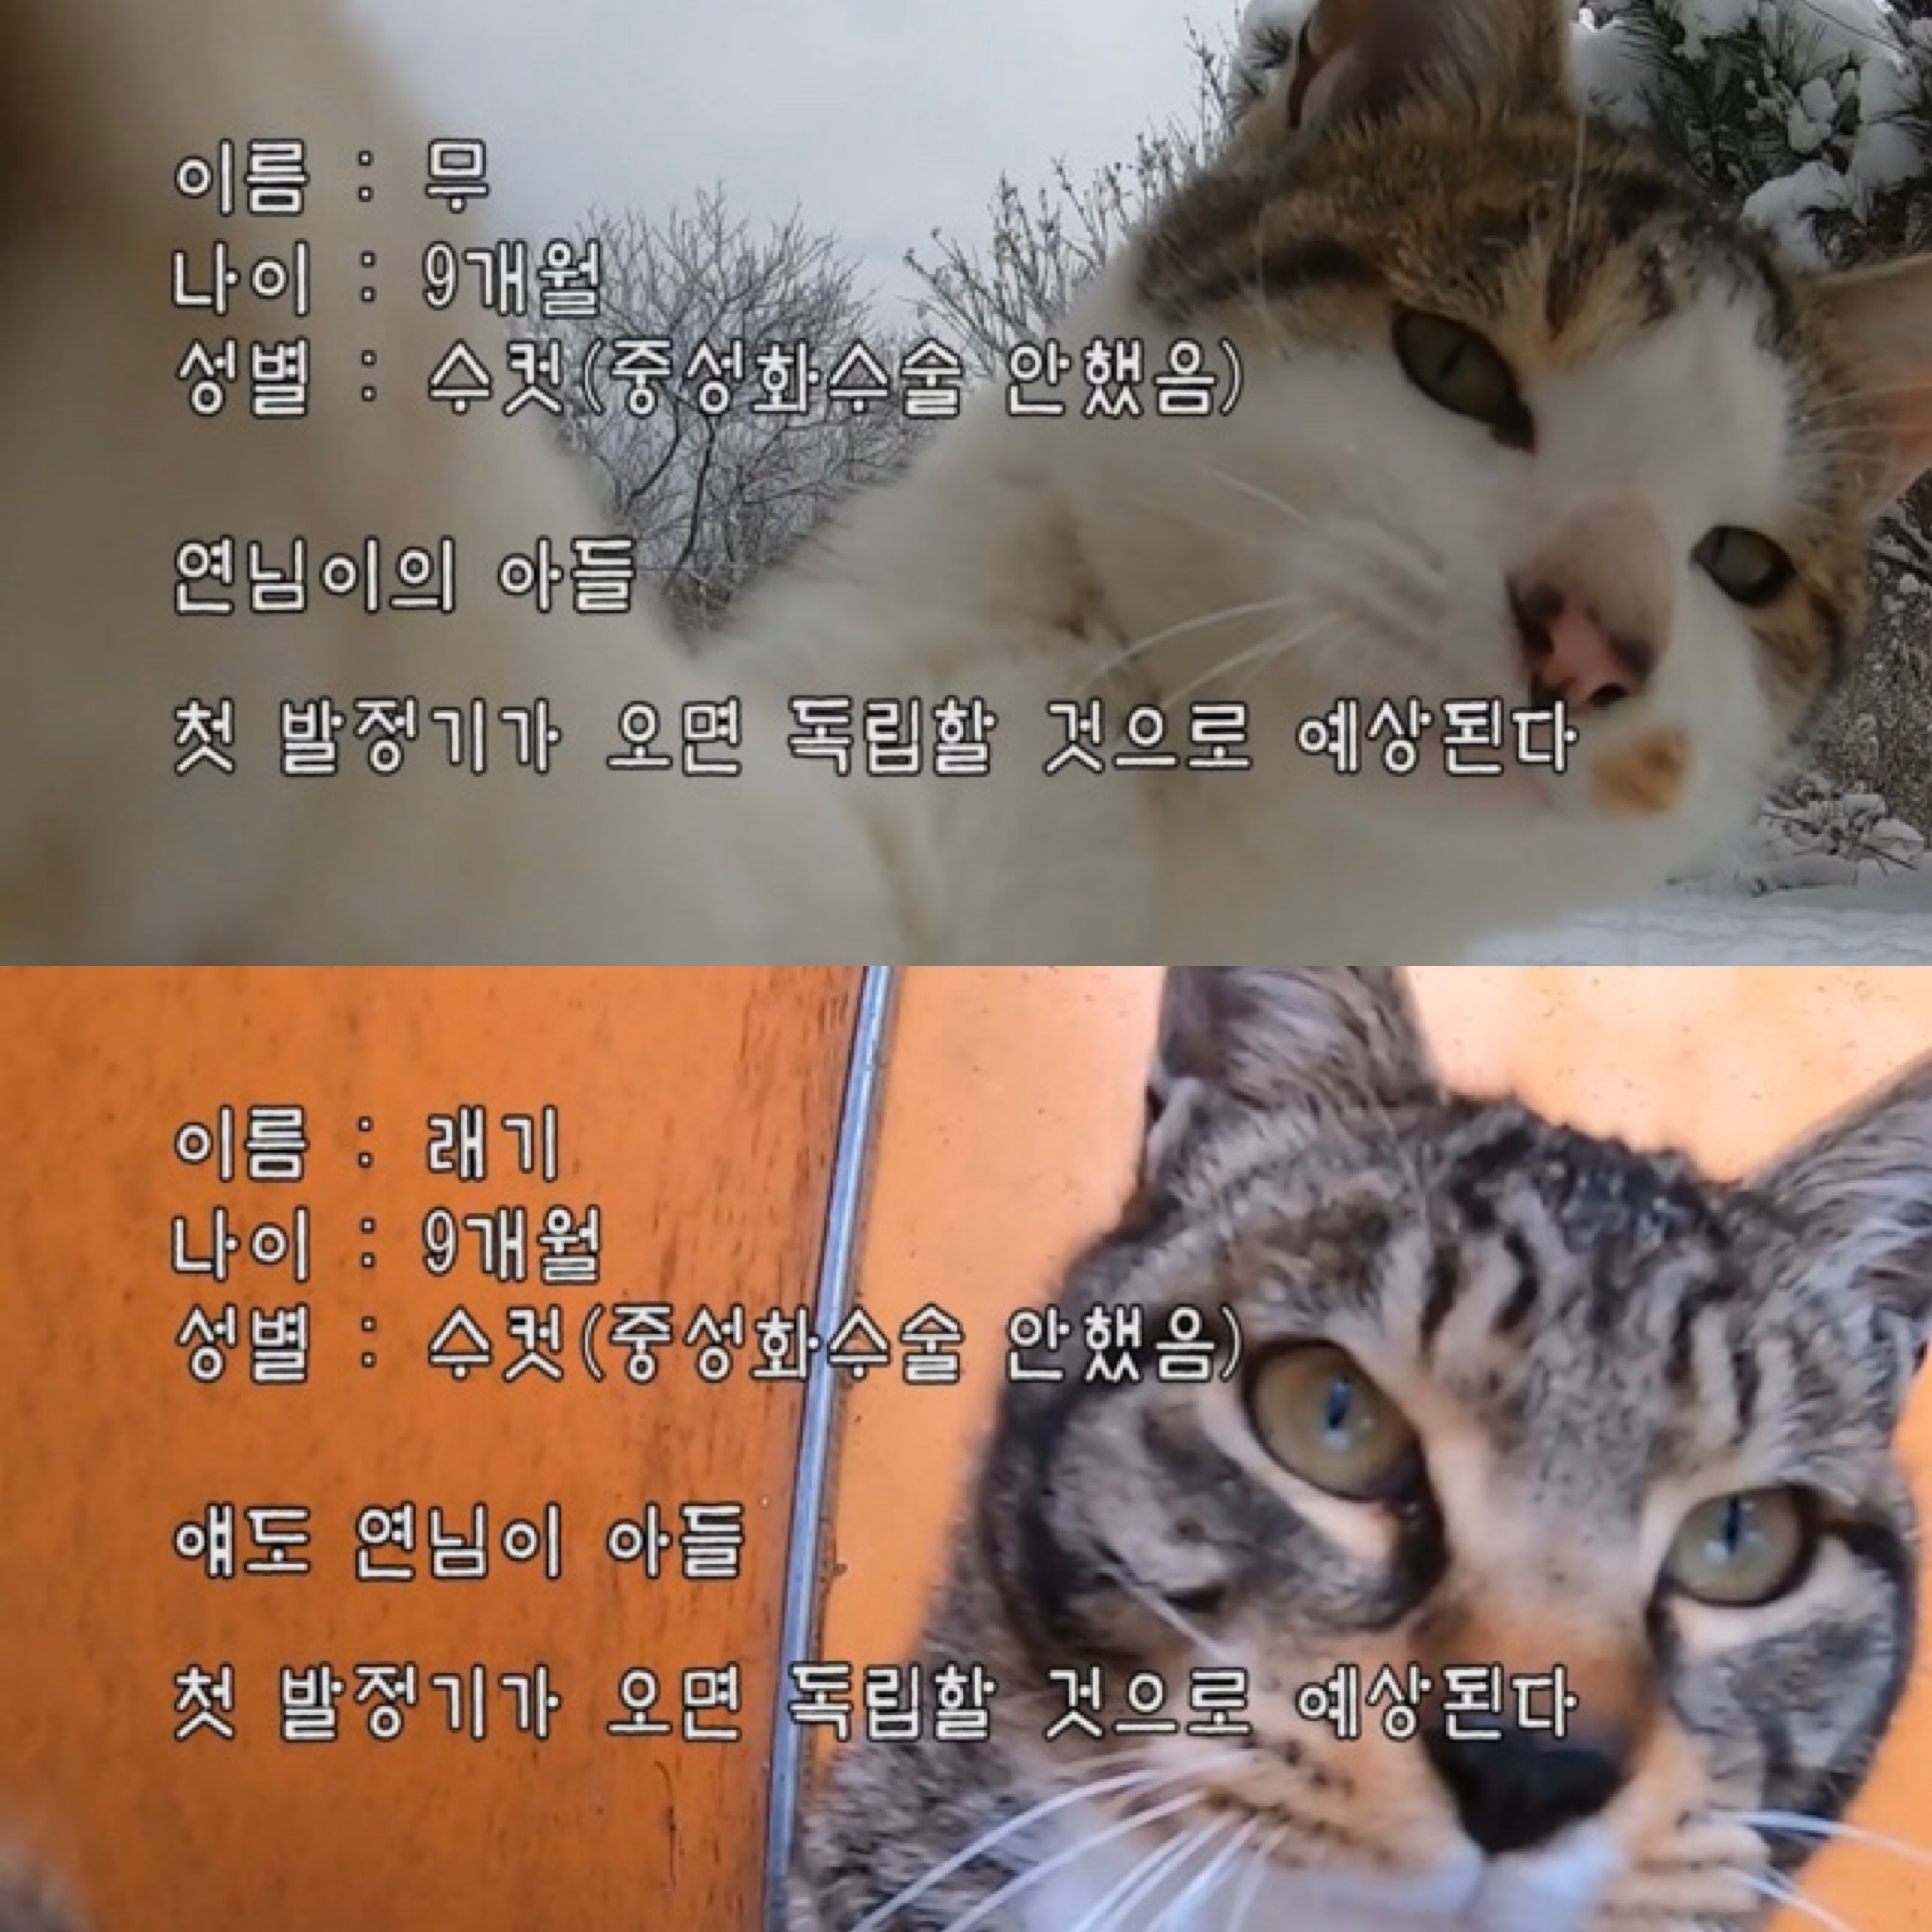 이름 : 무
나이 : 9개월
성별 : 수컷(중성화수술 안했음)
연님이의 아들
첫 발정기가 오면 독립할 것으로 예상된다
이름 : 래기
나이 : 9개월
성별 : 수컷(중성화수술 안했음)
얘도 연님이 아들
첫 발정기가 오면 독립할 것으로 예상된다